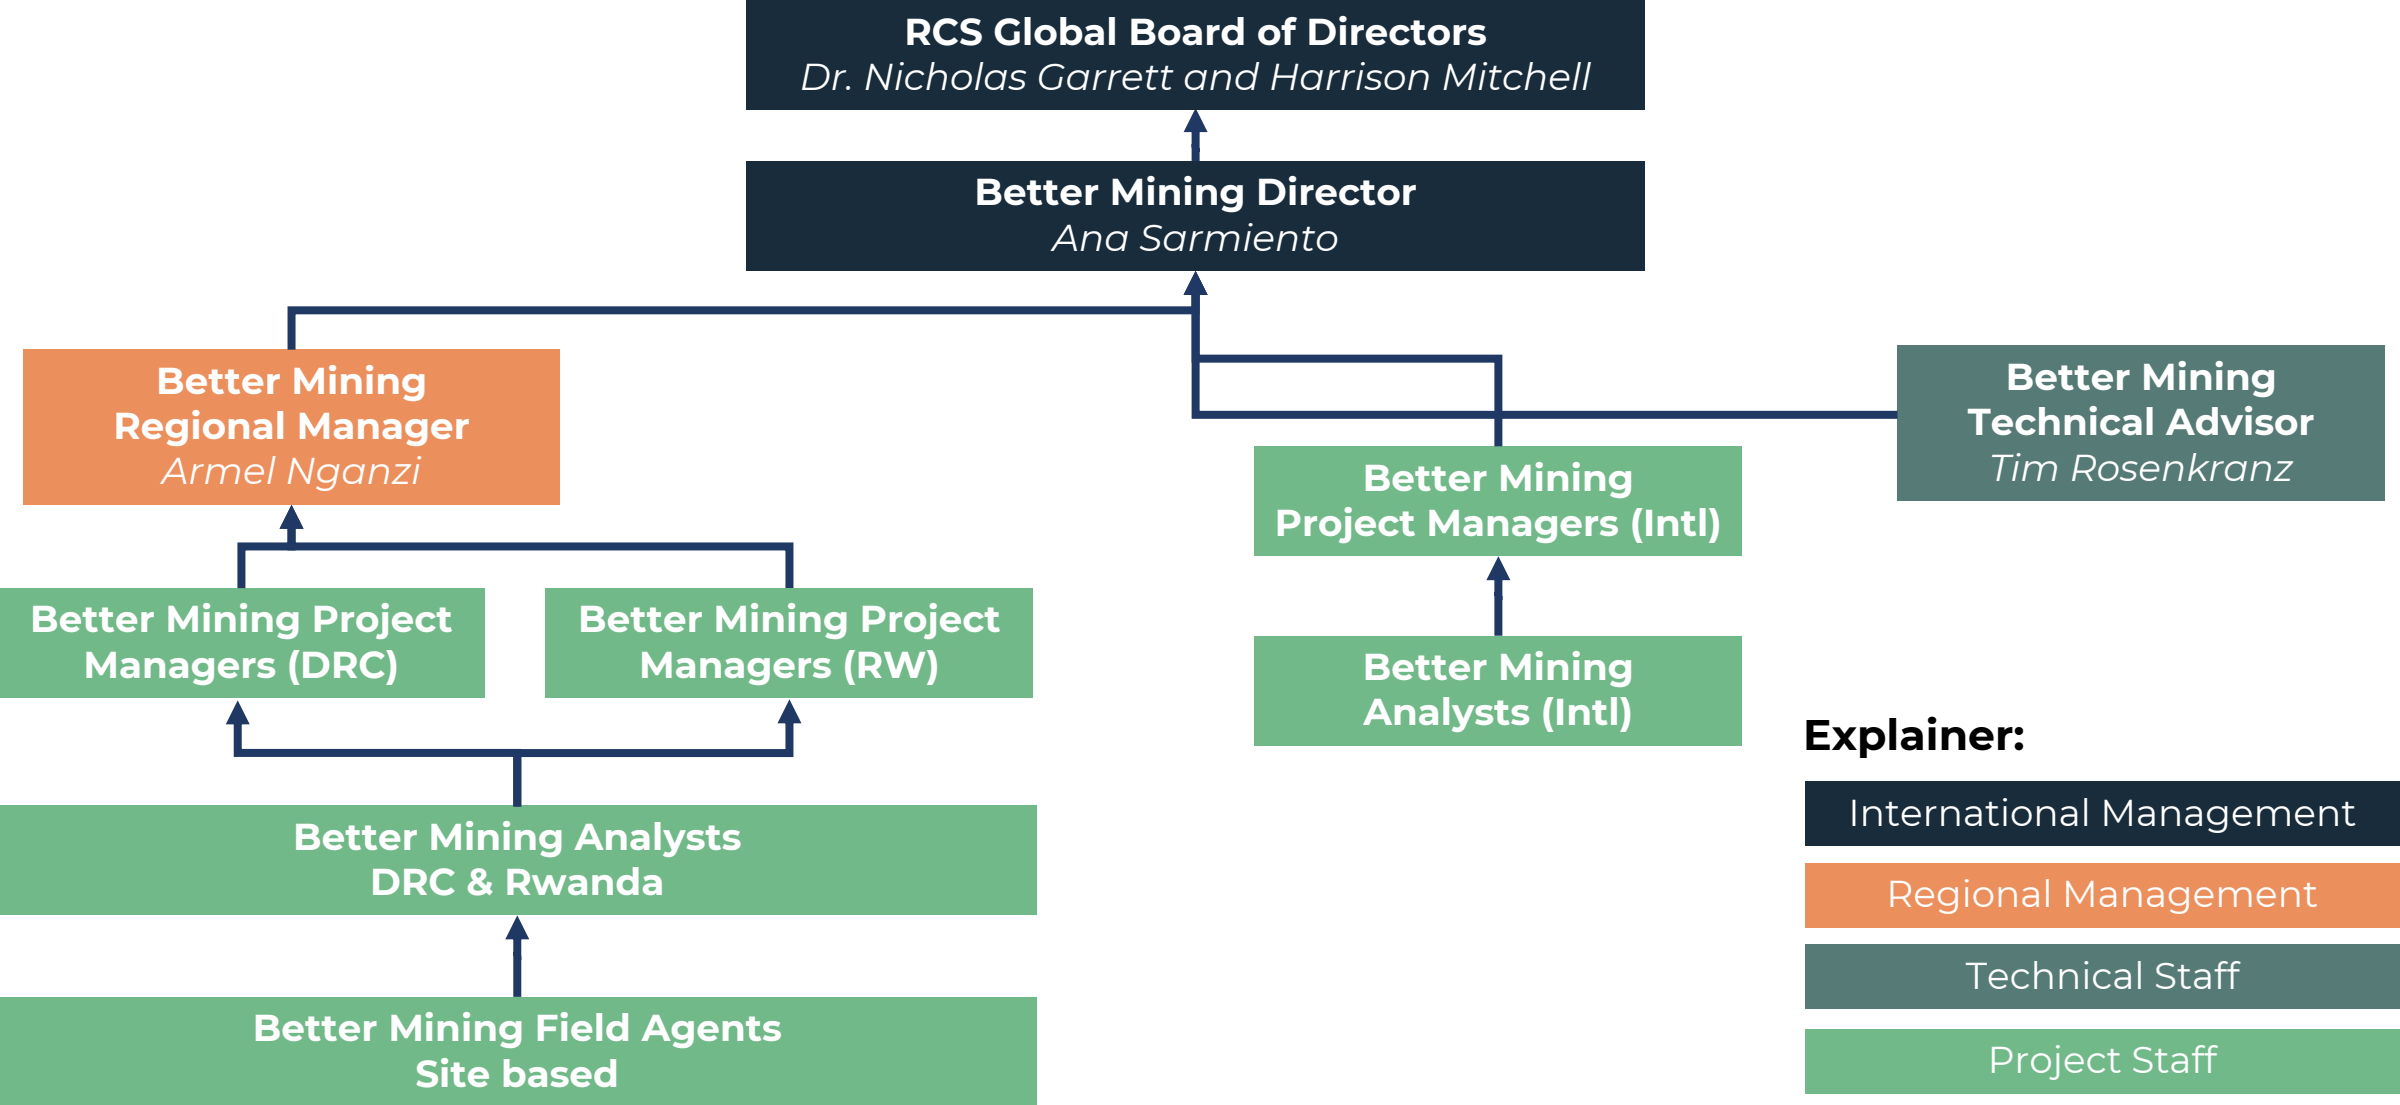 RCS Global Board of Directors
Dr. Nicholas Garrett and Harrison Mitchell
Better Mining Director
Ana Sarmiento
Better Mining
Regional Manager
Armel Nganzi
Better Mining
Technical Advisor
Tim Rosenkranz
Better Mining
Project Managers (Intl)
Better Mining Project
Managers (DRC)
Better Mining Project
Managers (RW)
Better Mining
Analysts (Intl)
Better Mining Analysts
DRC & Rwanda
Better Mining Field Agents
Site based
Explainer:
International Management
Regional Management
Technical Staff
Project Staff